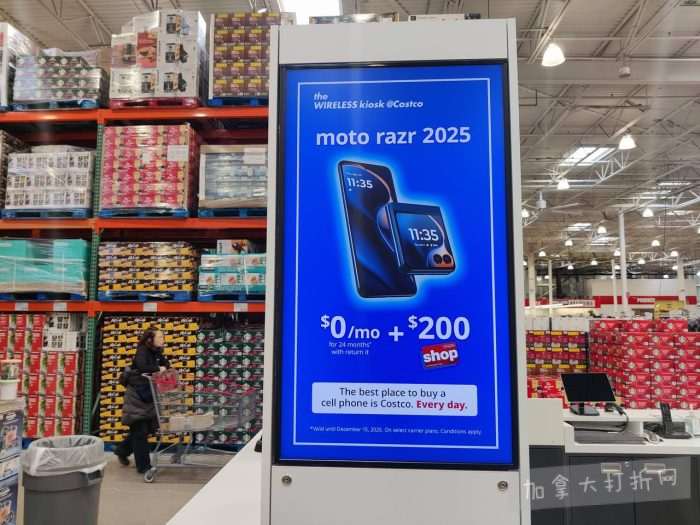 the
WIRELESS kiosk @Costco
moto razr 2025
11:35
11:35
$0/mo + $200
for 24 months*
with return it
shop
The best place to buy a
cell phone is Costco. Every day.
*Valid until December 15, 2025. On select carrier plans. Conditions apply.
加拿大打折网